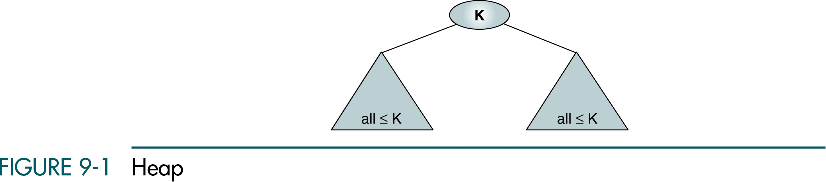 K
all ≤ K all ≤ K
FIGURE 9-1 Heap